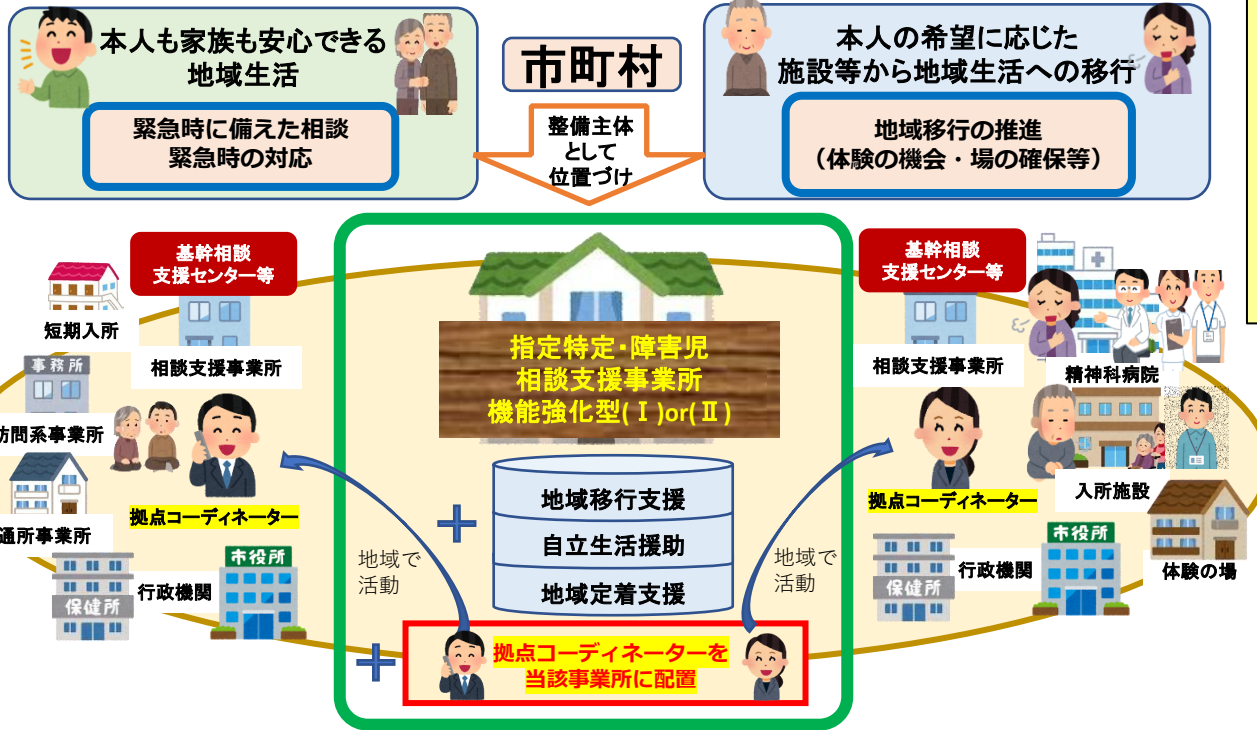 本人も家族も安心できる
地域生活
緊急時に備えた相談
緊急時の対応
市町村
整備主体
として
位置づけ
本人の希望に応じた
施設等から地域生活への移行
地域移行の推進
(体験の機会・場の確保等)
基幹相談
支援センター等
短期入所
相談支援事業所
事務所
訪問系事業所
通所事業所
拠点コーディネーター
保健所
行政機関
市役所
地域で
活動
指定特定・障害児
相談支援事業所
機能強化型(Ⅰ)or(Ⅱ)
+
地域移行支援
自立生活援助
地域定着支援
+
拠点コーディネーターを
当該事業所に配置
地域で
活動
基幹相談
支援センター等
相談支援事業所
精神科病院
拠点コーディネーター
入所施設
保健所
行政機関
市役所
体験の場